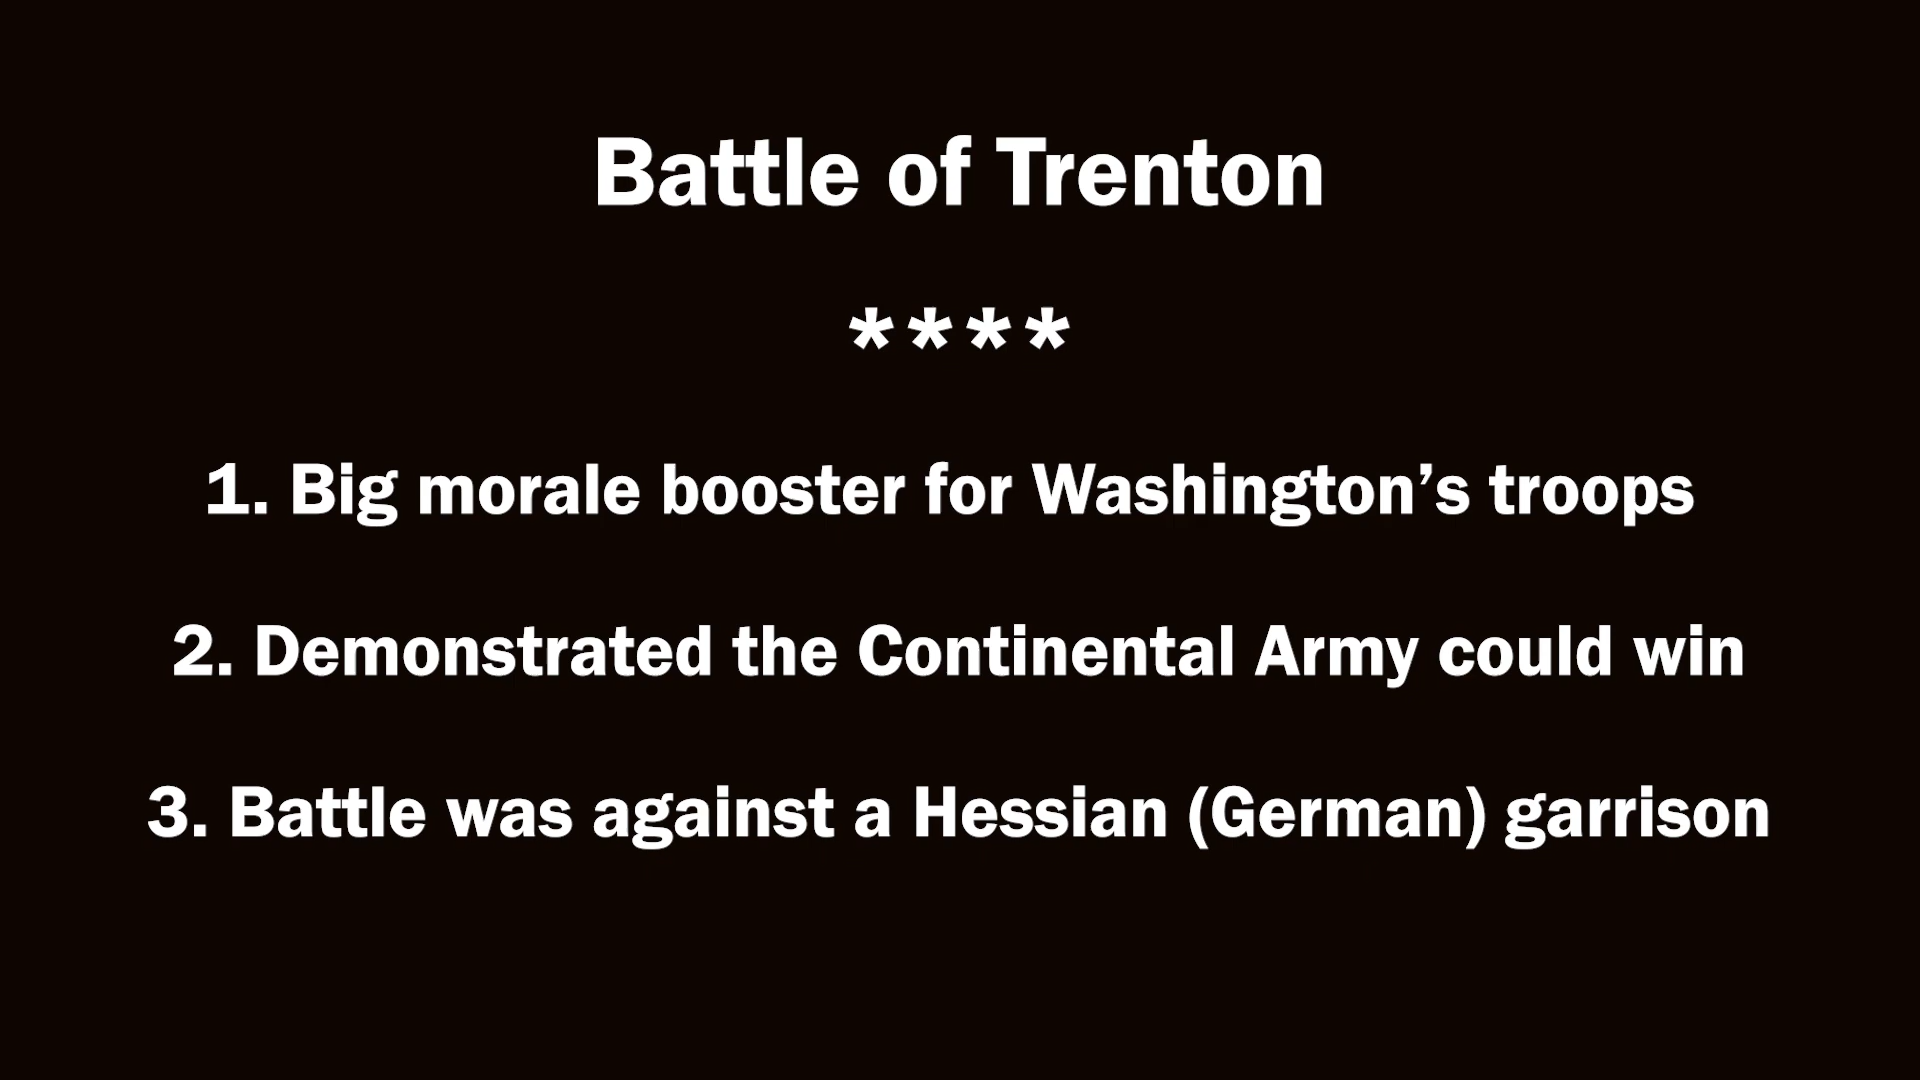 Battle of Trenton
****
1. Big morale booster for Washington’s troops
2. Demonstrated the Continental Army could win
3. Battle was against a Hessian (German) garrison